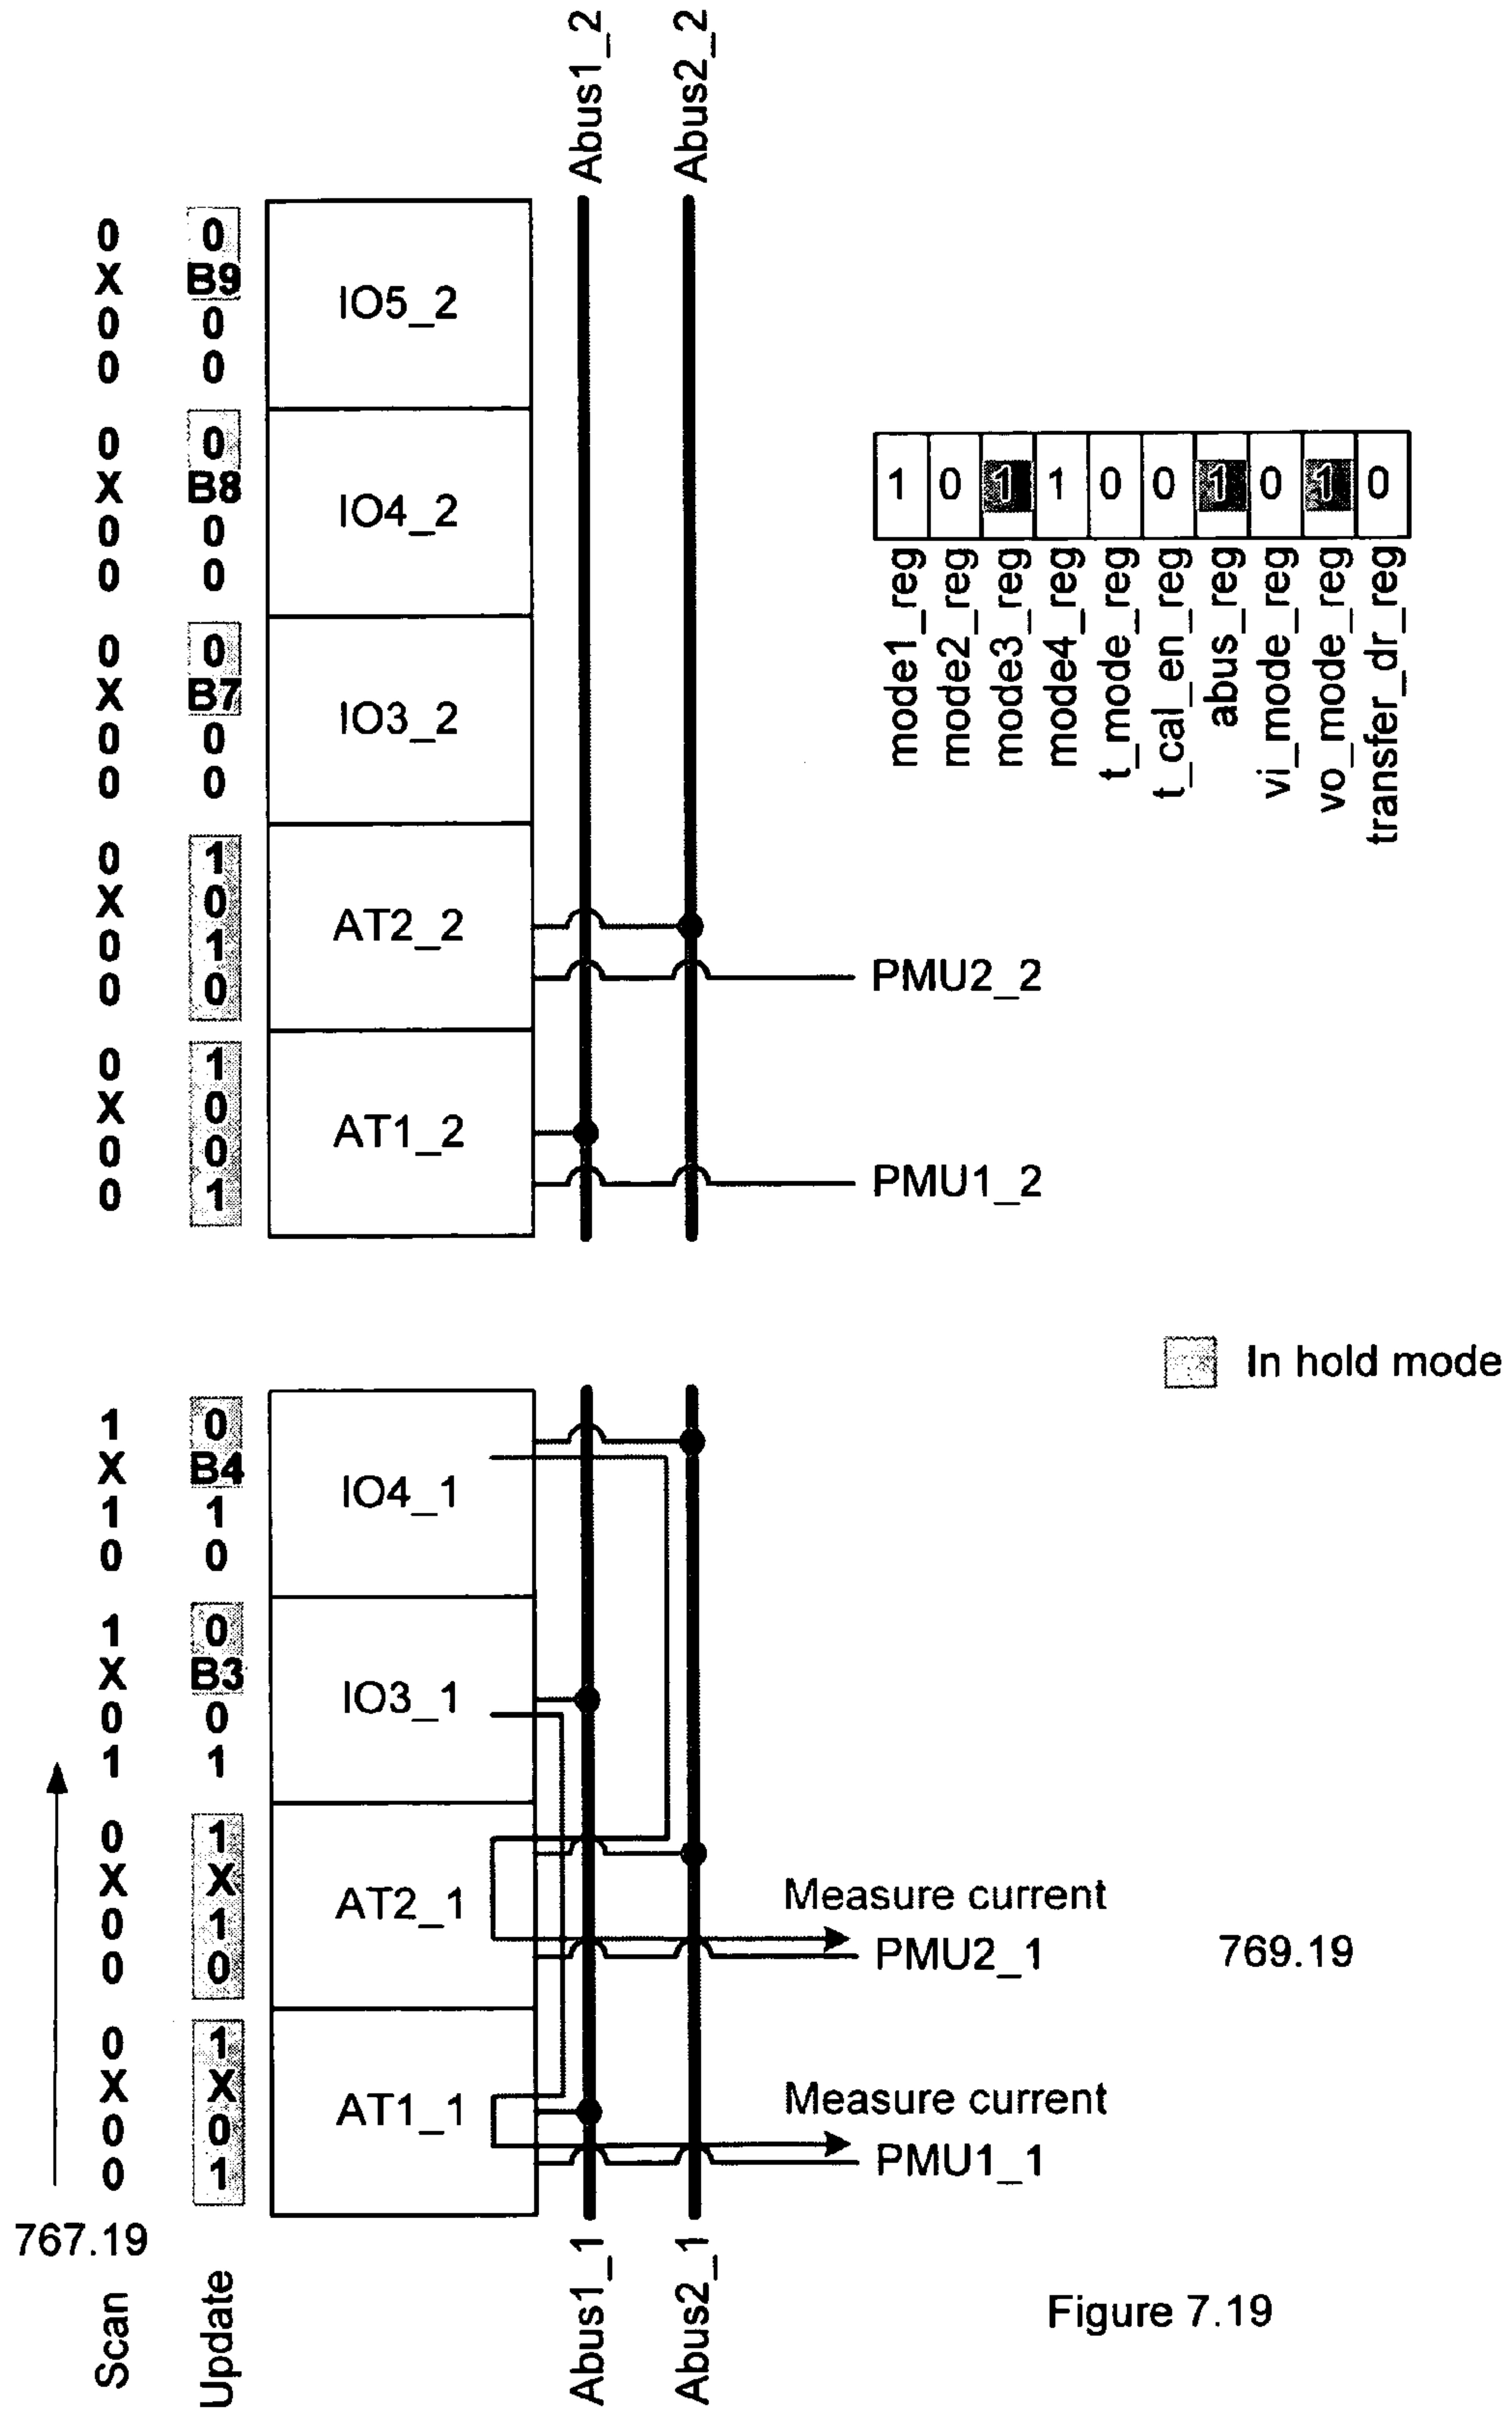 Abus1_2
Abus2_2
0 0
X B9
0 0
0 0
IO5_2
0 0
X B8
0 0
0 0
IO4_2
0 0
X B7
0 0
0 0
IO3_2
0 1
X 0
0 1
0 0
AT2_2
PMU2_2
0 1
X 0
0 0
0 1
AT1_2
PMU1_2
1 0 1 1 0 0 1 0 1 0
mode1_reg
mode2_reg
mode3_reg
mode4_reg
t_mode_reg
t_cal_en_reg
abus_reg
vi_mode_reg
vo_mode_reg
transfer_dr_reg
In hold mode
1 0
X B4
1 1
0 0
IO4_1
1 0
X B3
0 0
1 1
IO3_1
0 1
X X
0 1
0 0
AT2_1
Measure current
PMU2_1
769.19
0 1
X X
0 0
0 1
AT1_1
Measure current
PMU1_1
767.19
Scan
Update
Abus1_1
Abus2_1
Figure 7.19